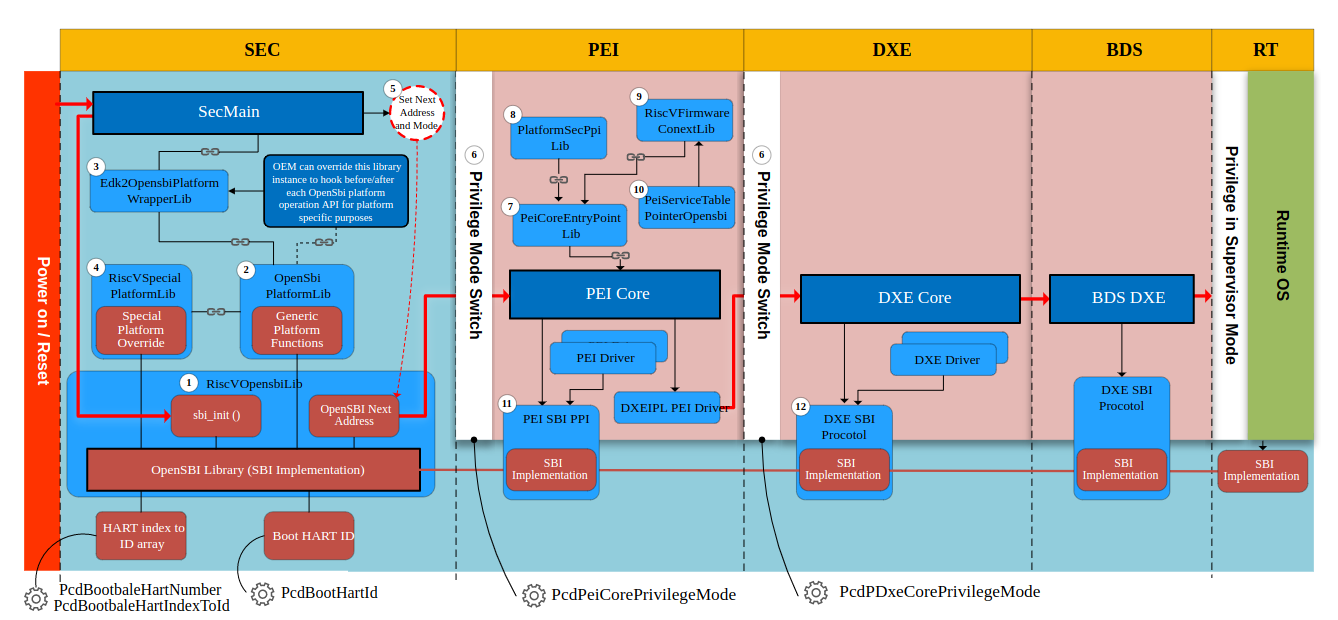 SEC
PEI
DXE
BDS
RT
Power on / Reset
SecMain
5
Set Next
Address
and Mode
3
Edk2OpensbiPlatform
WrapperLib
OEM can override this library
instance to hook before/after
each OpenSbi platform
operation API for platform
specific purposes
4
RiscVSpecial
PlatformLib
Special
Platform
Override
2
OpenSbi
PlatformLib
Generic
Platform
Functions
1
RiscVOpensbiLib
sbi_init ()
OpenSBI Next
Address
OpenSBI Library (SBI Implementation)
HART index to
ID array
Boot HART ID
PcdBootbaleHartNumber
PcdBootbaleHartIndexToId
PcdBootHartId
6
Privilege Mode Switch
8
PlatformSecPpi
Lib
9
RiscVFirmware
ConextLib
10
PeiServiceTable
PointerOpensbi
7
PeiCoreEntryPoint
Lib
PEI Core
PEI Driver
DXEIPL PEI Driver
11
PEI SBI PPI
SBI
Implementation
PcdPeiCorePrivilegeMode
6
Privilege Mode Switch
DXE Core
DXE Driver
12
DXE SBI
Procotol
SBI
Implementation
PcdPDxeCorePrivilegeMode
BDS DXE
DXE SBI
Procotol
SBI
Implementation
Privilege in Supervisor Mode
Runtime OS
SBI
Implementation